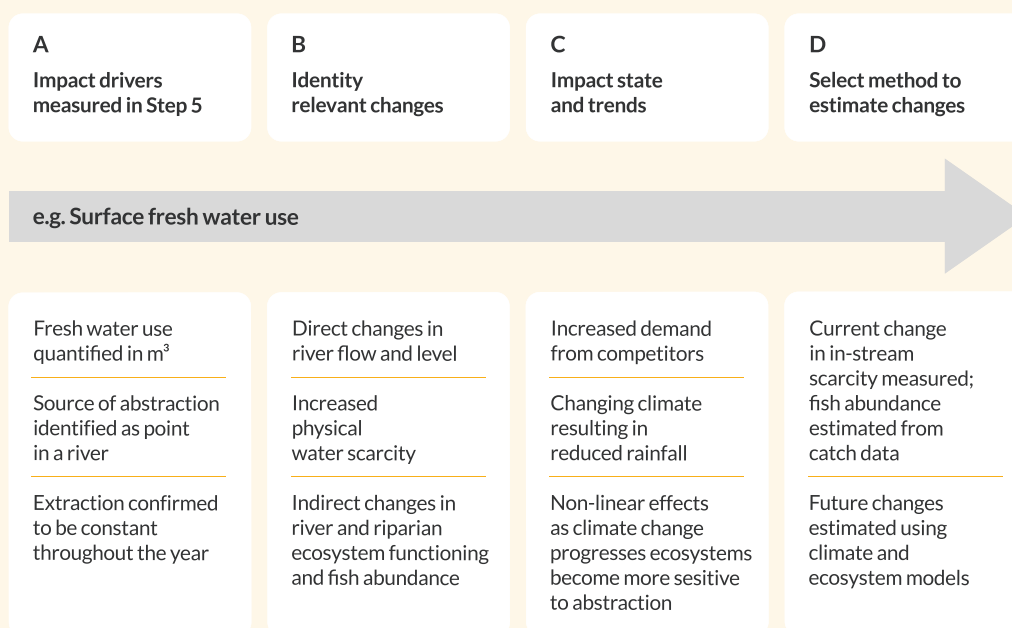 A
Impact drivers
measured in Step 5
B
Identity
relevant changes
C
Impact state
and trends
D
Select method to
estimate changes
e.g. Surface fresh water use
Fresh water use
quantified in m³
Source of abstraction
identified as point
in a river
Extraction confirmed
to be constant
throughout the year
Direct changes in
river flow and level
Increased
physical
water scarcity
Indirect changes in
river and riparian
ecosystem functioning
and fish abundance
Increased demand
from competitors
Changing climate
resulting in
reduced rainfall
Non-linear effects
as climate change
progresses ecosystems
become more sesitive
to abstraction
Current change
in in-stream
scarcity measured;
fish abundance
estimated from
catch data
Future changes
estimated using
climate and
ecosystem models